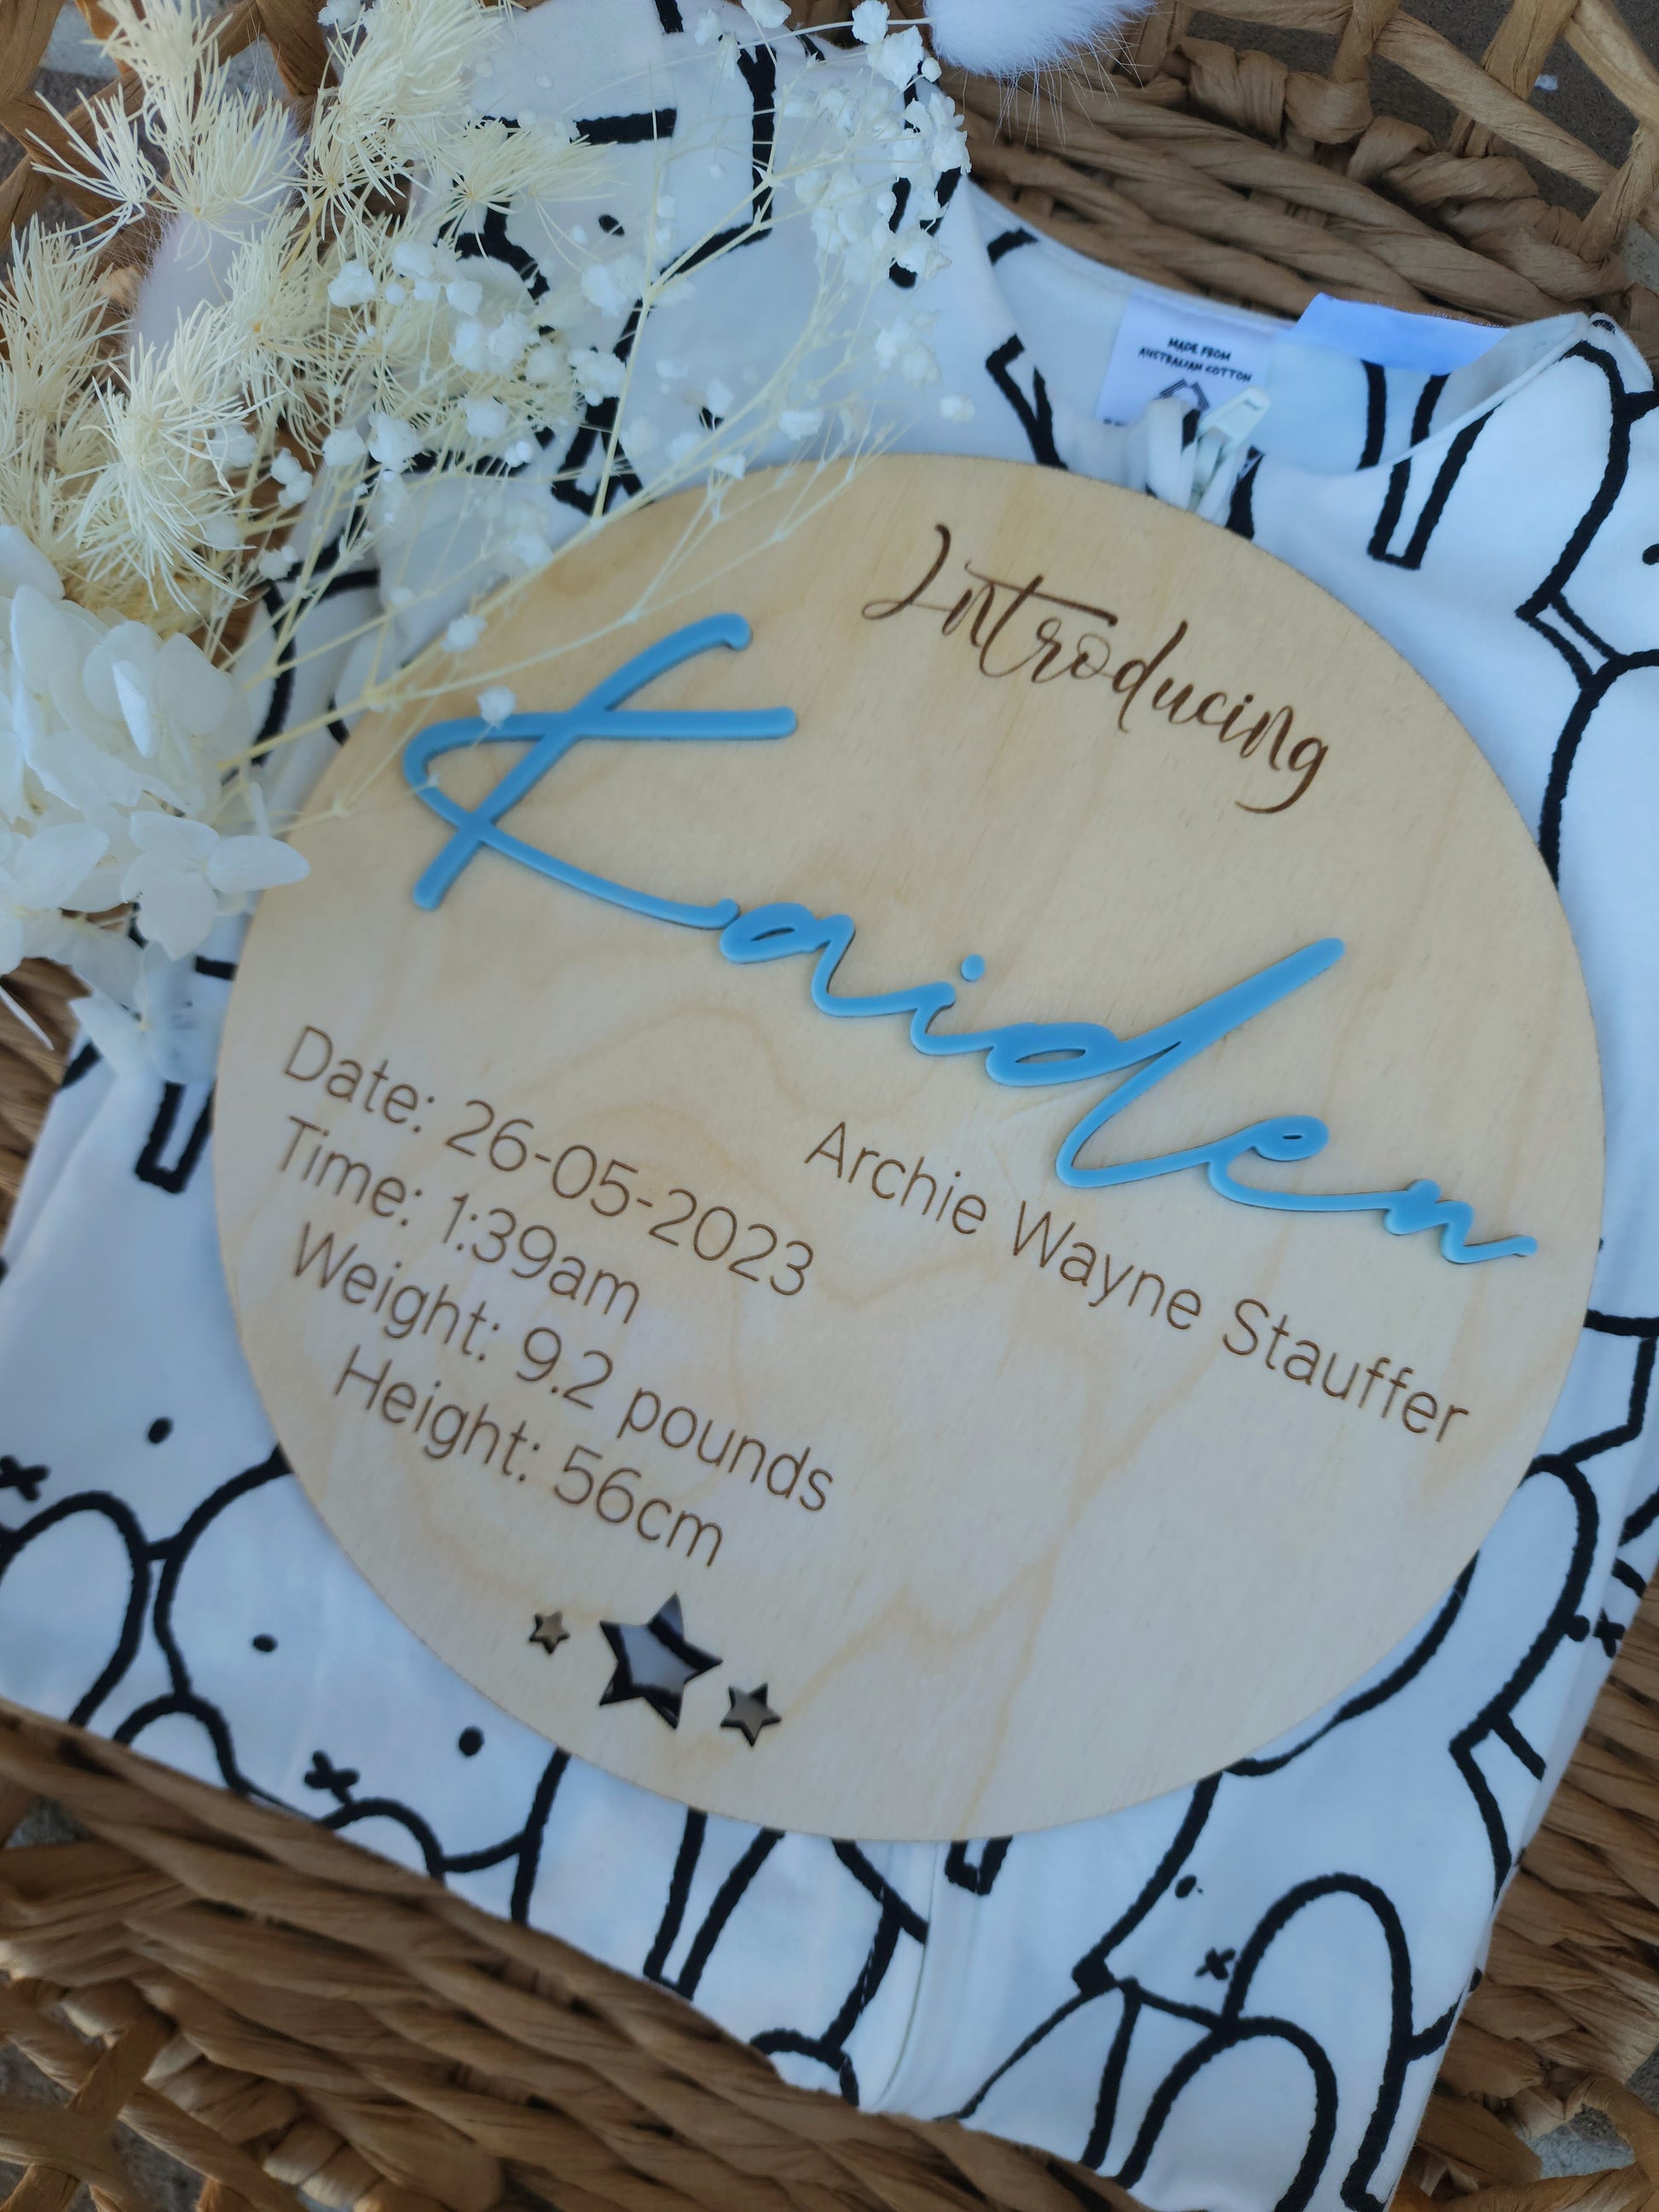 MADE FROM
AUSTRALIAN COTTON
Introducing
Kaiden
Archie Wayne Stauffer
Date: 26-05-2023
Time: 1:39am
Weight: 9.2 pounds
Height: 56cm